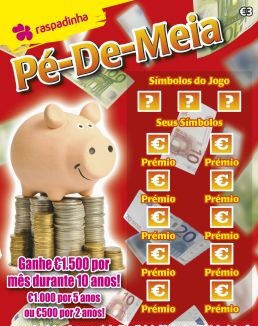 raspadinha
€3
Pé-De-Meia
Símbolos do Jogo
? ? ?
Seus Símbolos
€ €
Prémio Prémio
€ €
Prémio Prémio
€ €
Prémio Prémio
€ €
Prémio Prémio
€ €
Prémio Prémio
Ganhe €1.500 por
mês durante 10 anos!
€1.000 por 5 anos
ou €500 por 2 anos!